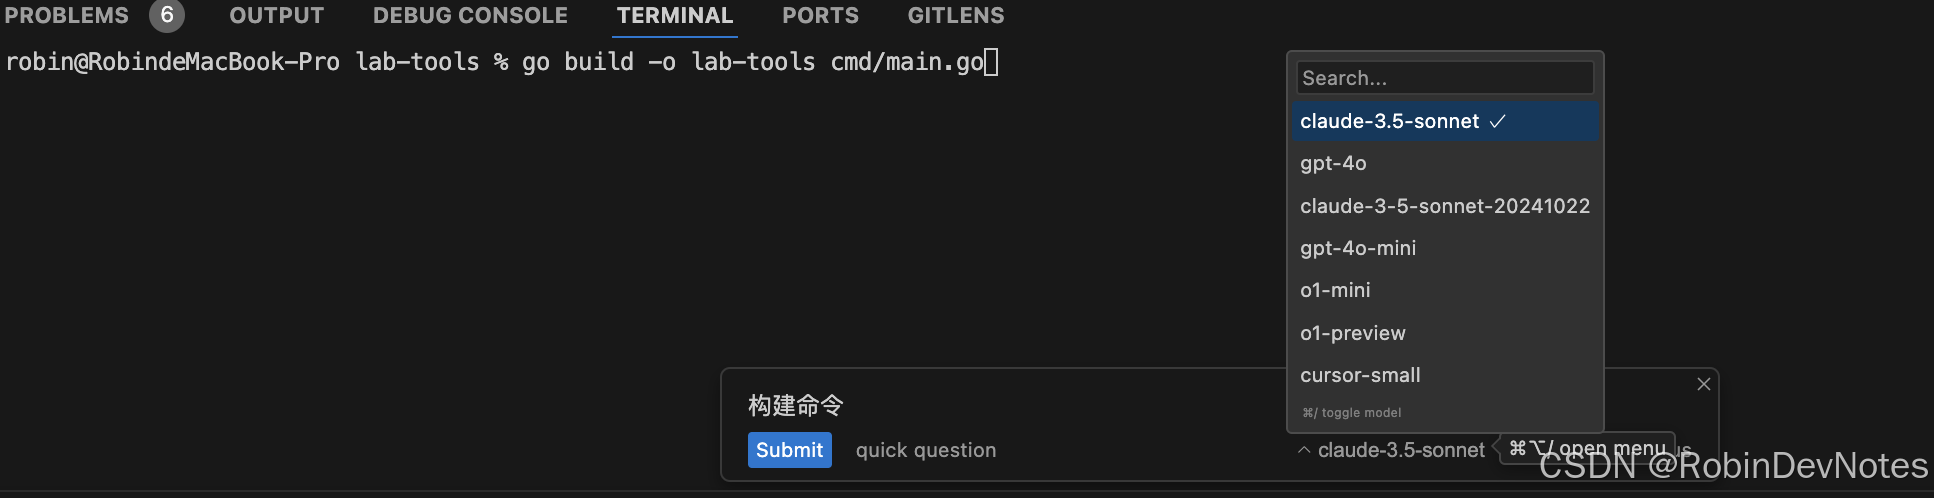 PROBLEMS 6 OUTPUT DEBUG CONSOLE TERMINAL PORTS GITLENS
robin@RobindeMacBook-Pro lab-tools % go build -o lab-tools cmd/main.go
Search...
claude-3.5-sonnet ✓
gpt-4o
claude-3-5-sonnet-20241022
gpt-4o-mini
o1-mini
o1-preview
cursor-small
⌘/ toggle model
构建命令
Submit quick question ^ claude-3.5-sonnet ⌘⌥/ open menu
CSDN @RobinDevNotes